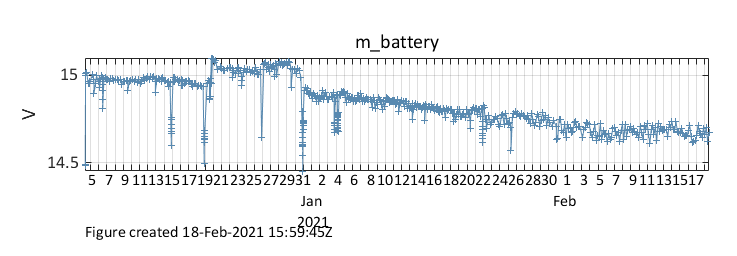 m_battery
15
V
14.5
5 7 9 11 13 15 17 19 21 23 25 27 29 31 2 4 6 8 10 12 14 16 18 20 22 24 26 28 30 1 3 5 7 9 11 13 15 17
Jan Feb
2021
Figure created 18-Feb-2021 15:59:45Z